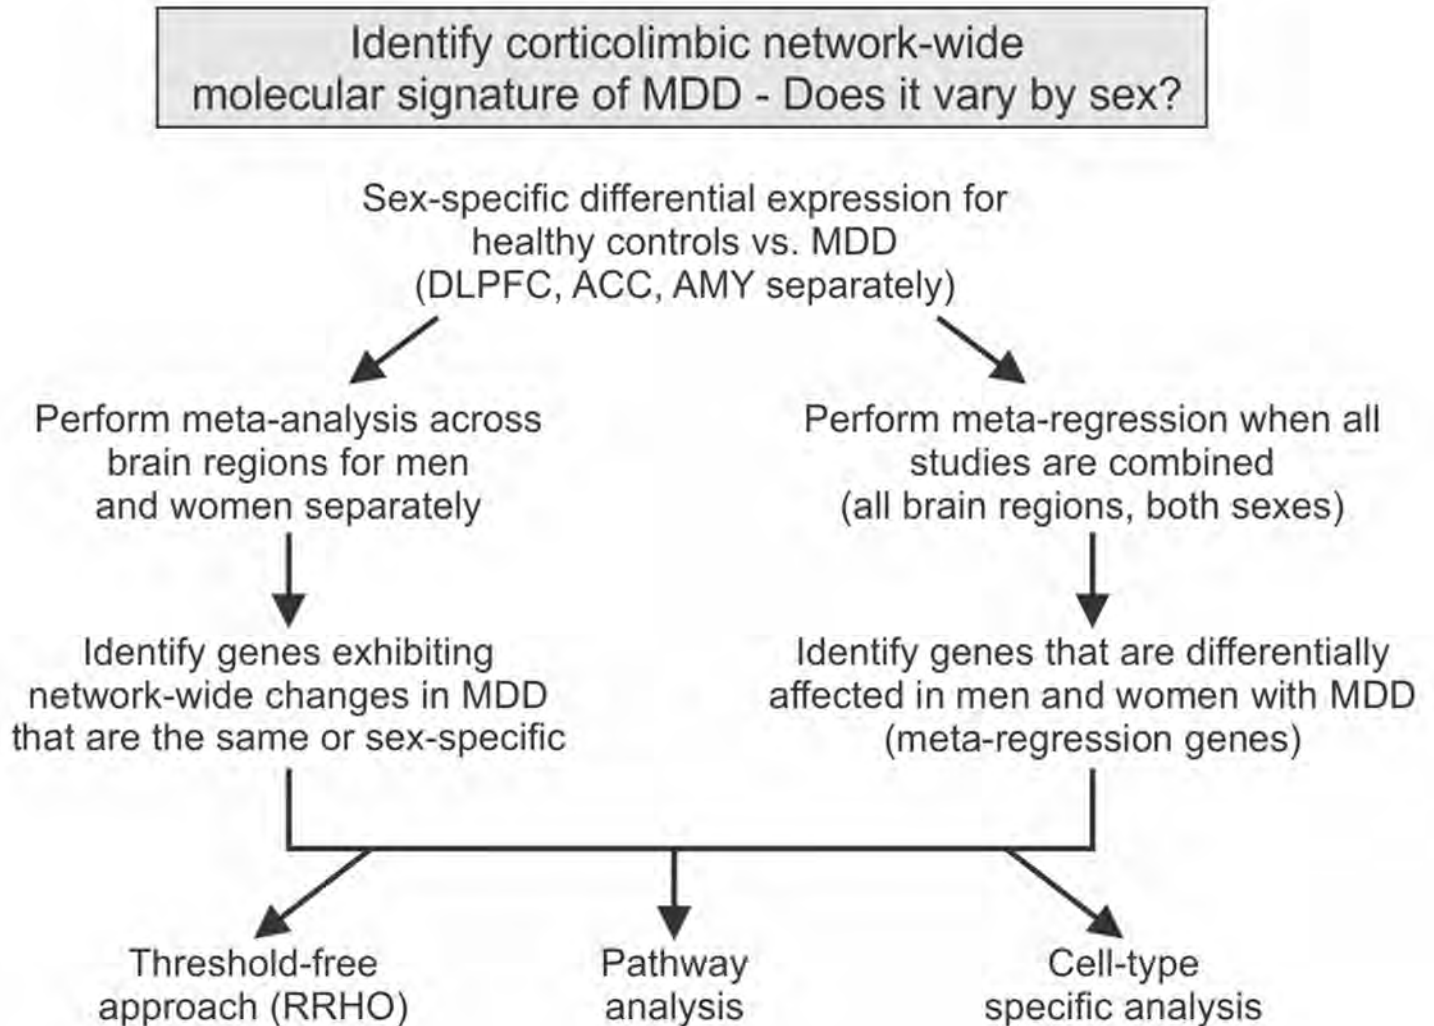 Identify corticolimbic network-wide
molecular signature of MDD - Does it vary by sex?
Sex-specific differential expression for
healthy controls vs. MDD
(DLPFC, ACC, AMY separately)
Perform meta-analysis across
brain regions for men
and women separately
Perform meta-regression when all
studies are combined
(all brain regions, both sexes)
Identify genes exhibiting
network-wide changes in MDD
that are the same or sex-specific
Identify genes that are differentially
affected in men and women with MDD
(meta-regression genes)
Threshold-free
approach (RRHO)
Pathway
analysis
Cell-type
specific analysis